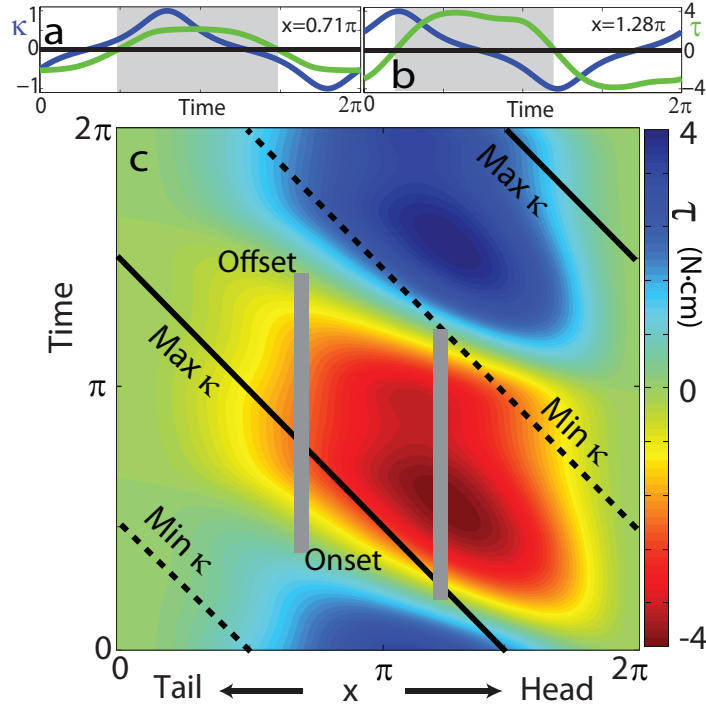 κ 1 a x=0.71π
0
−1
0 Time 2π
x=1.28π 4 τ
0
b −4
Time 2π
2π c Max κ 4
Offset
τ (N·cm)
Time
Max κ
π 0
Min κ
Min κ
Onset
0 -4
0 π 2π
Tail x Head